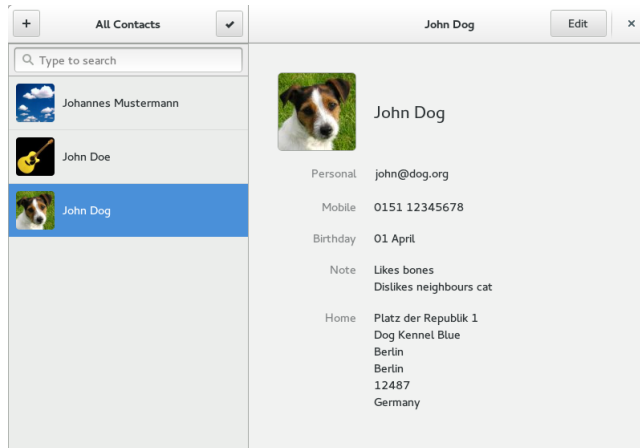 All Contacts
John Dog
Edit
Type to search
Johannes Mustermann
John Doe
John Dog
John Dog
Personal john@dog.org
Mobile 0151 12345678
Birthday 01 April
Note Likes bones
Dislikes neighbours cat
Home Platz der Republik 1
Dog Kennel Blue
Berlin
Berlin
12487
Germany